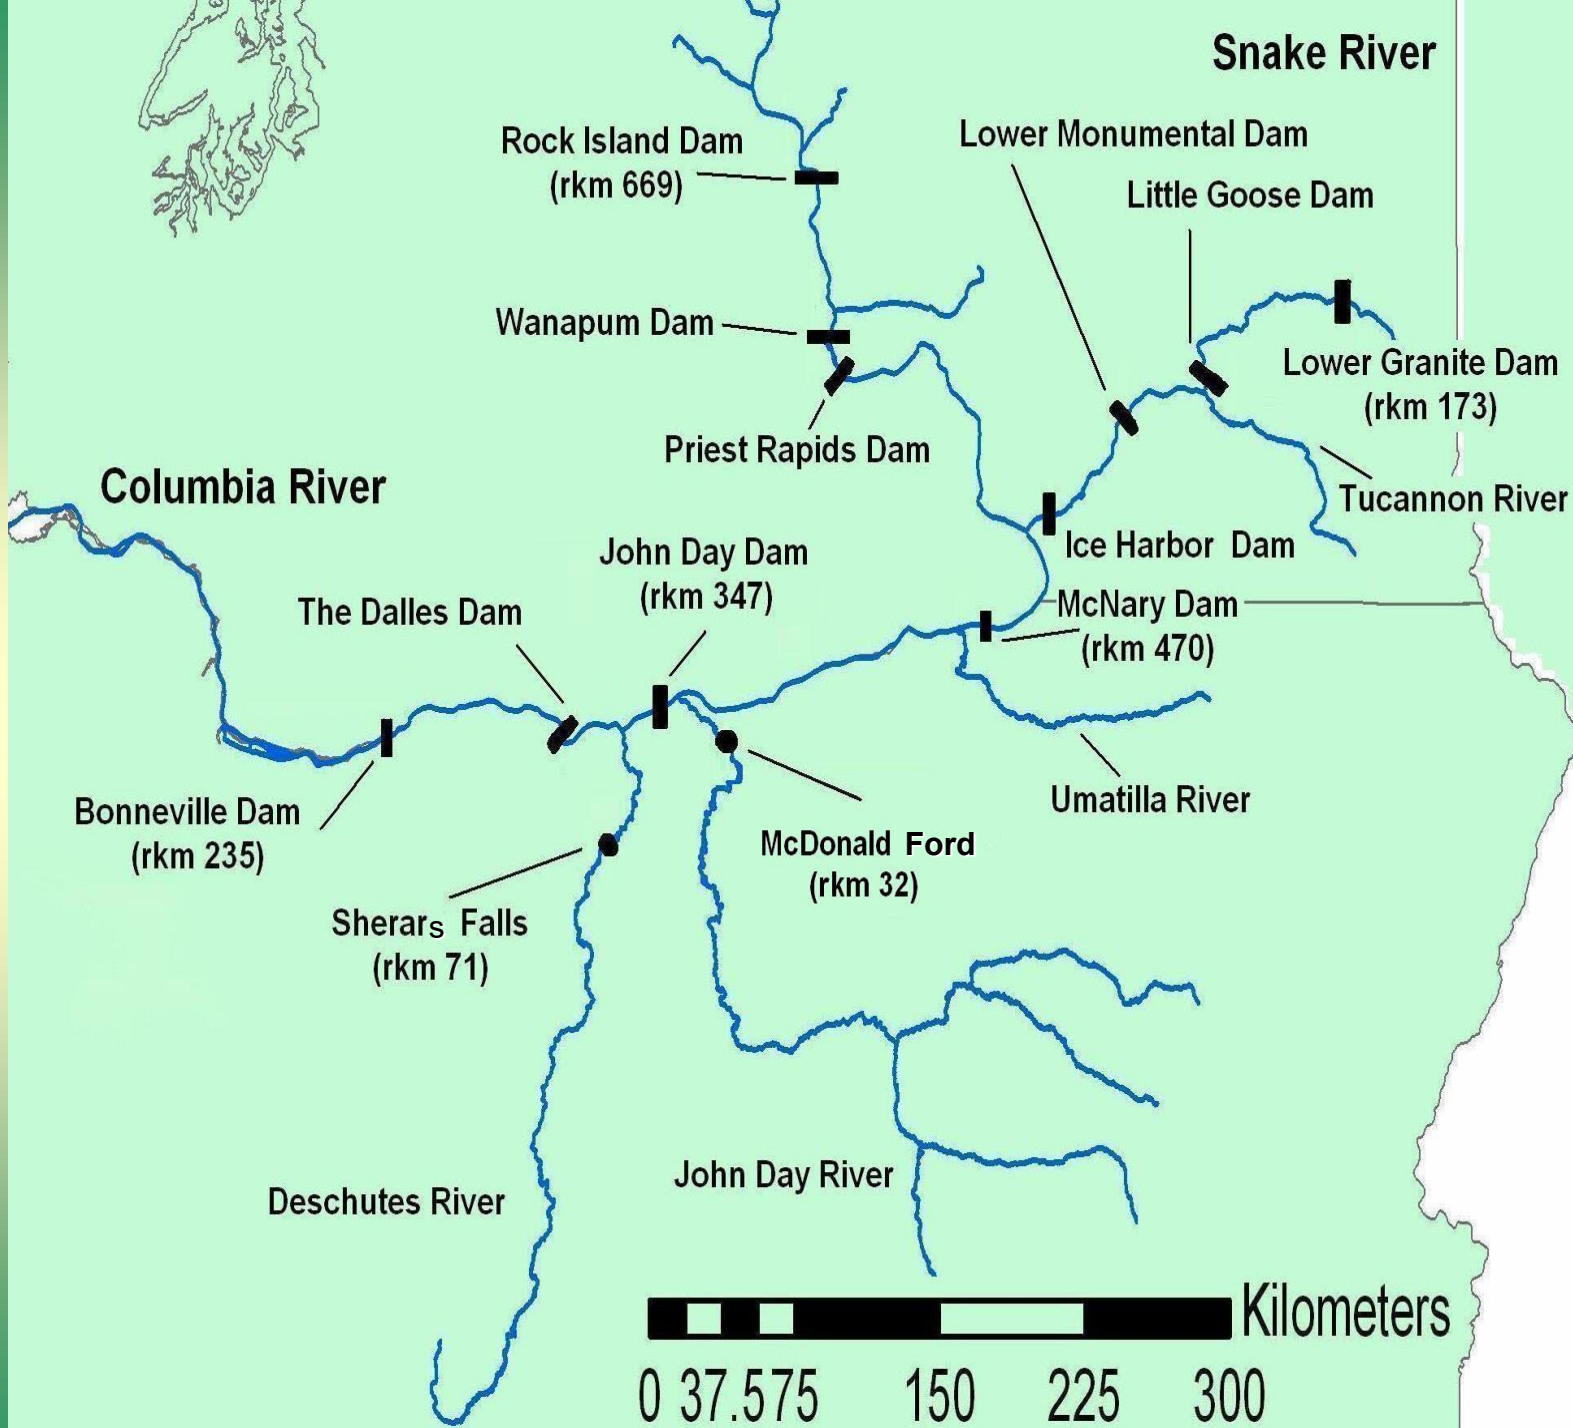 Snake River
Rock Island Dam
(rkm 669)
Lower Monumental Dam
Little Goose Dam
Wanapum Dam
Lower Granite Dam
(rkm 173)
Priest Rapids Dam
Columbia River
Tucannon River
John Day Dam
(rkm 347)
Ice Harbor Dam
The Dalles Dam
McNary Dam
(rkm 470)
Bonneville Dam
(rkm 235)
Umatilla River
McDonald Ford
(rkm 32)
Sherars Falls
(rkm 71)
John Day River
Deschutes River
Kilometers
0 37.575 150 225 300